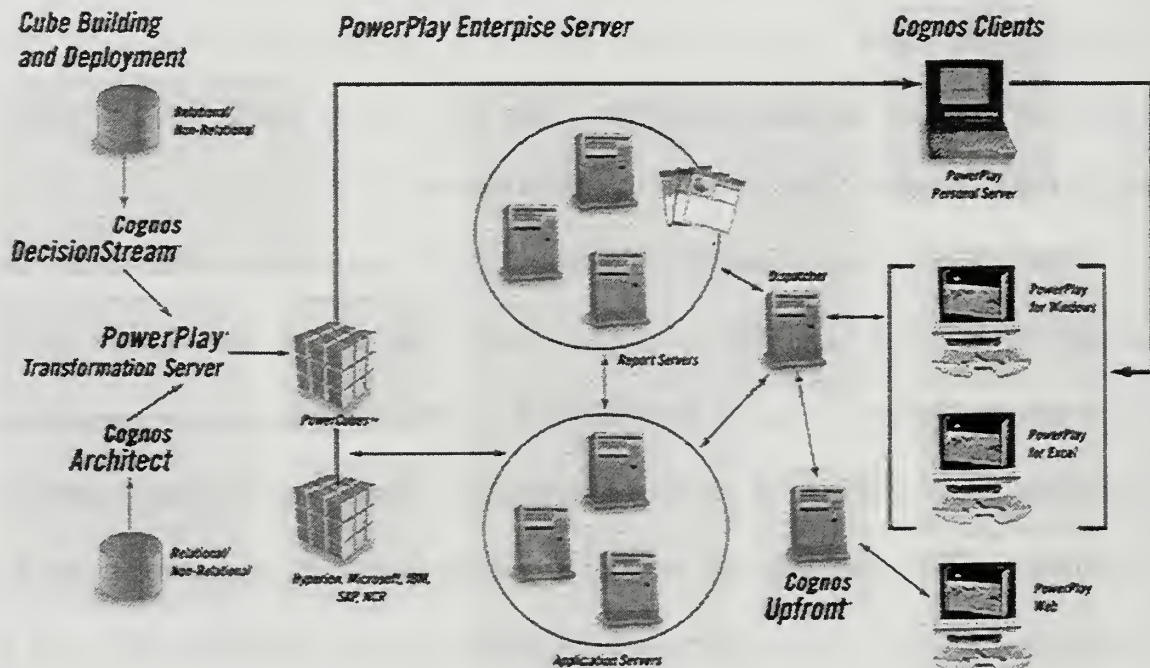 Cube Building
and Deployment
PowerPlay Enterpise Server
Cognos Clients
Relational/
Non-Relational
Cognos
DecisionStream
PowerPlay
Transformation Server
Cognos
Architect
Relational/
Non-Relational
PowerCubes™
Hyperion, Microsoft, IBM,
SAP, NCR
Report Servers
Application Servers
Dispatcher
Cognos
Upfront
PowerPlay
Personal Server
PowerPlay
for Windows
PowerPlay
for Excel
PowerPlay
Web